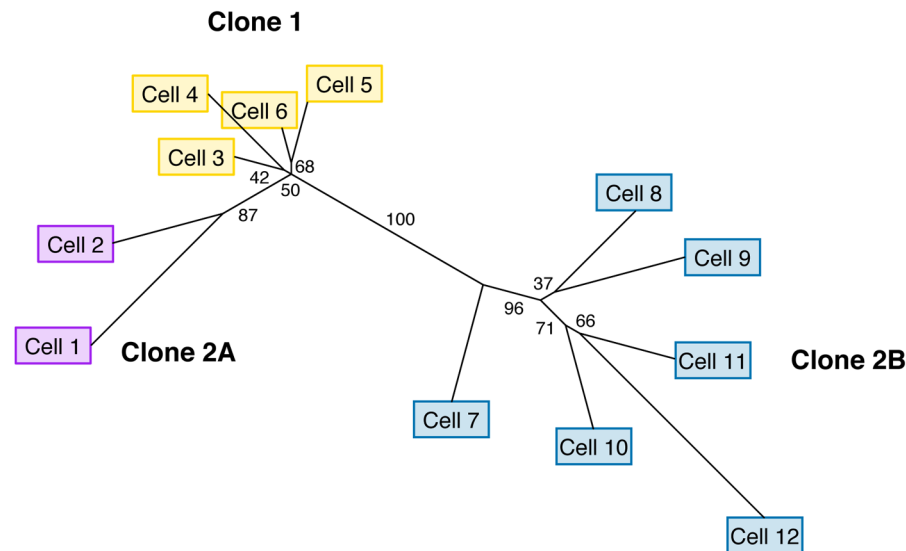 Clone 1
Cell 4
Cell 5
Cell 6
Cell 3
68
42
50
87
100
Cell 8
Cell 2
Cell 9
37
96
71
66
Cell 1
Clone 2A
Cell 11
Clone 2B
Cell 7
Cell 10
Cell 12